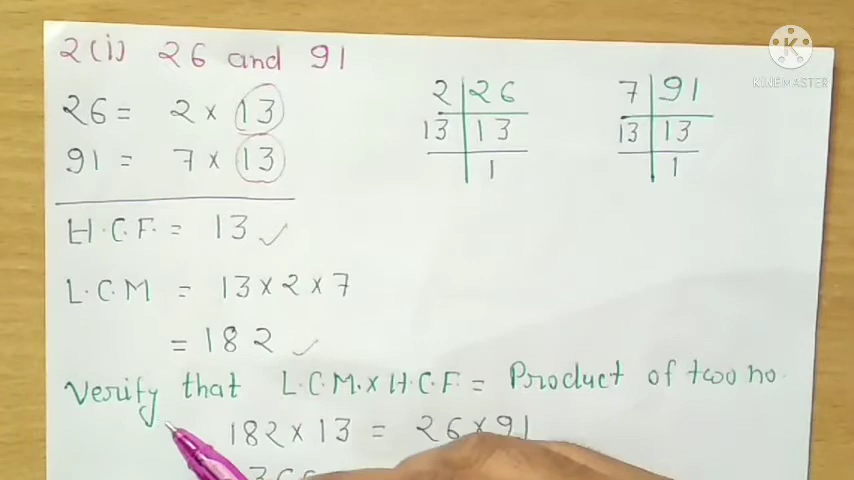 2(i) 26 and 91
26 = 2 × 13
91 = 7 × 13
H.C.F. = 13 ✓
L.C.M = 13 × 2 × 7
= 182 ✓
2 | 26
13 | 13
1
7 | 91
13 | 13
1
Verify that L.C.M. × H.C.F. = Product of two no.
182 × 13 = 26 × 91
K
KINEMASTER